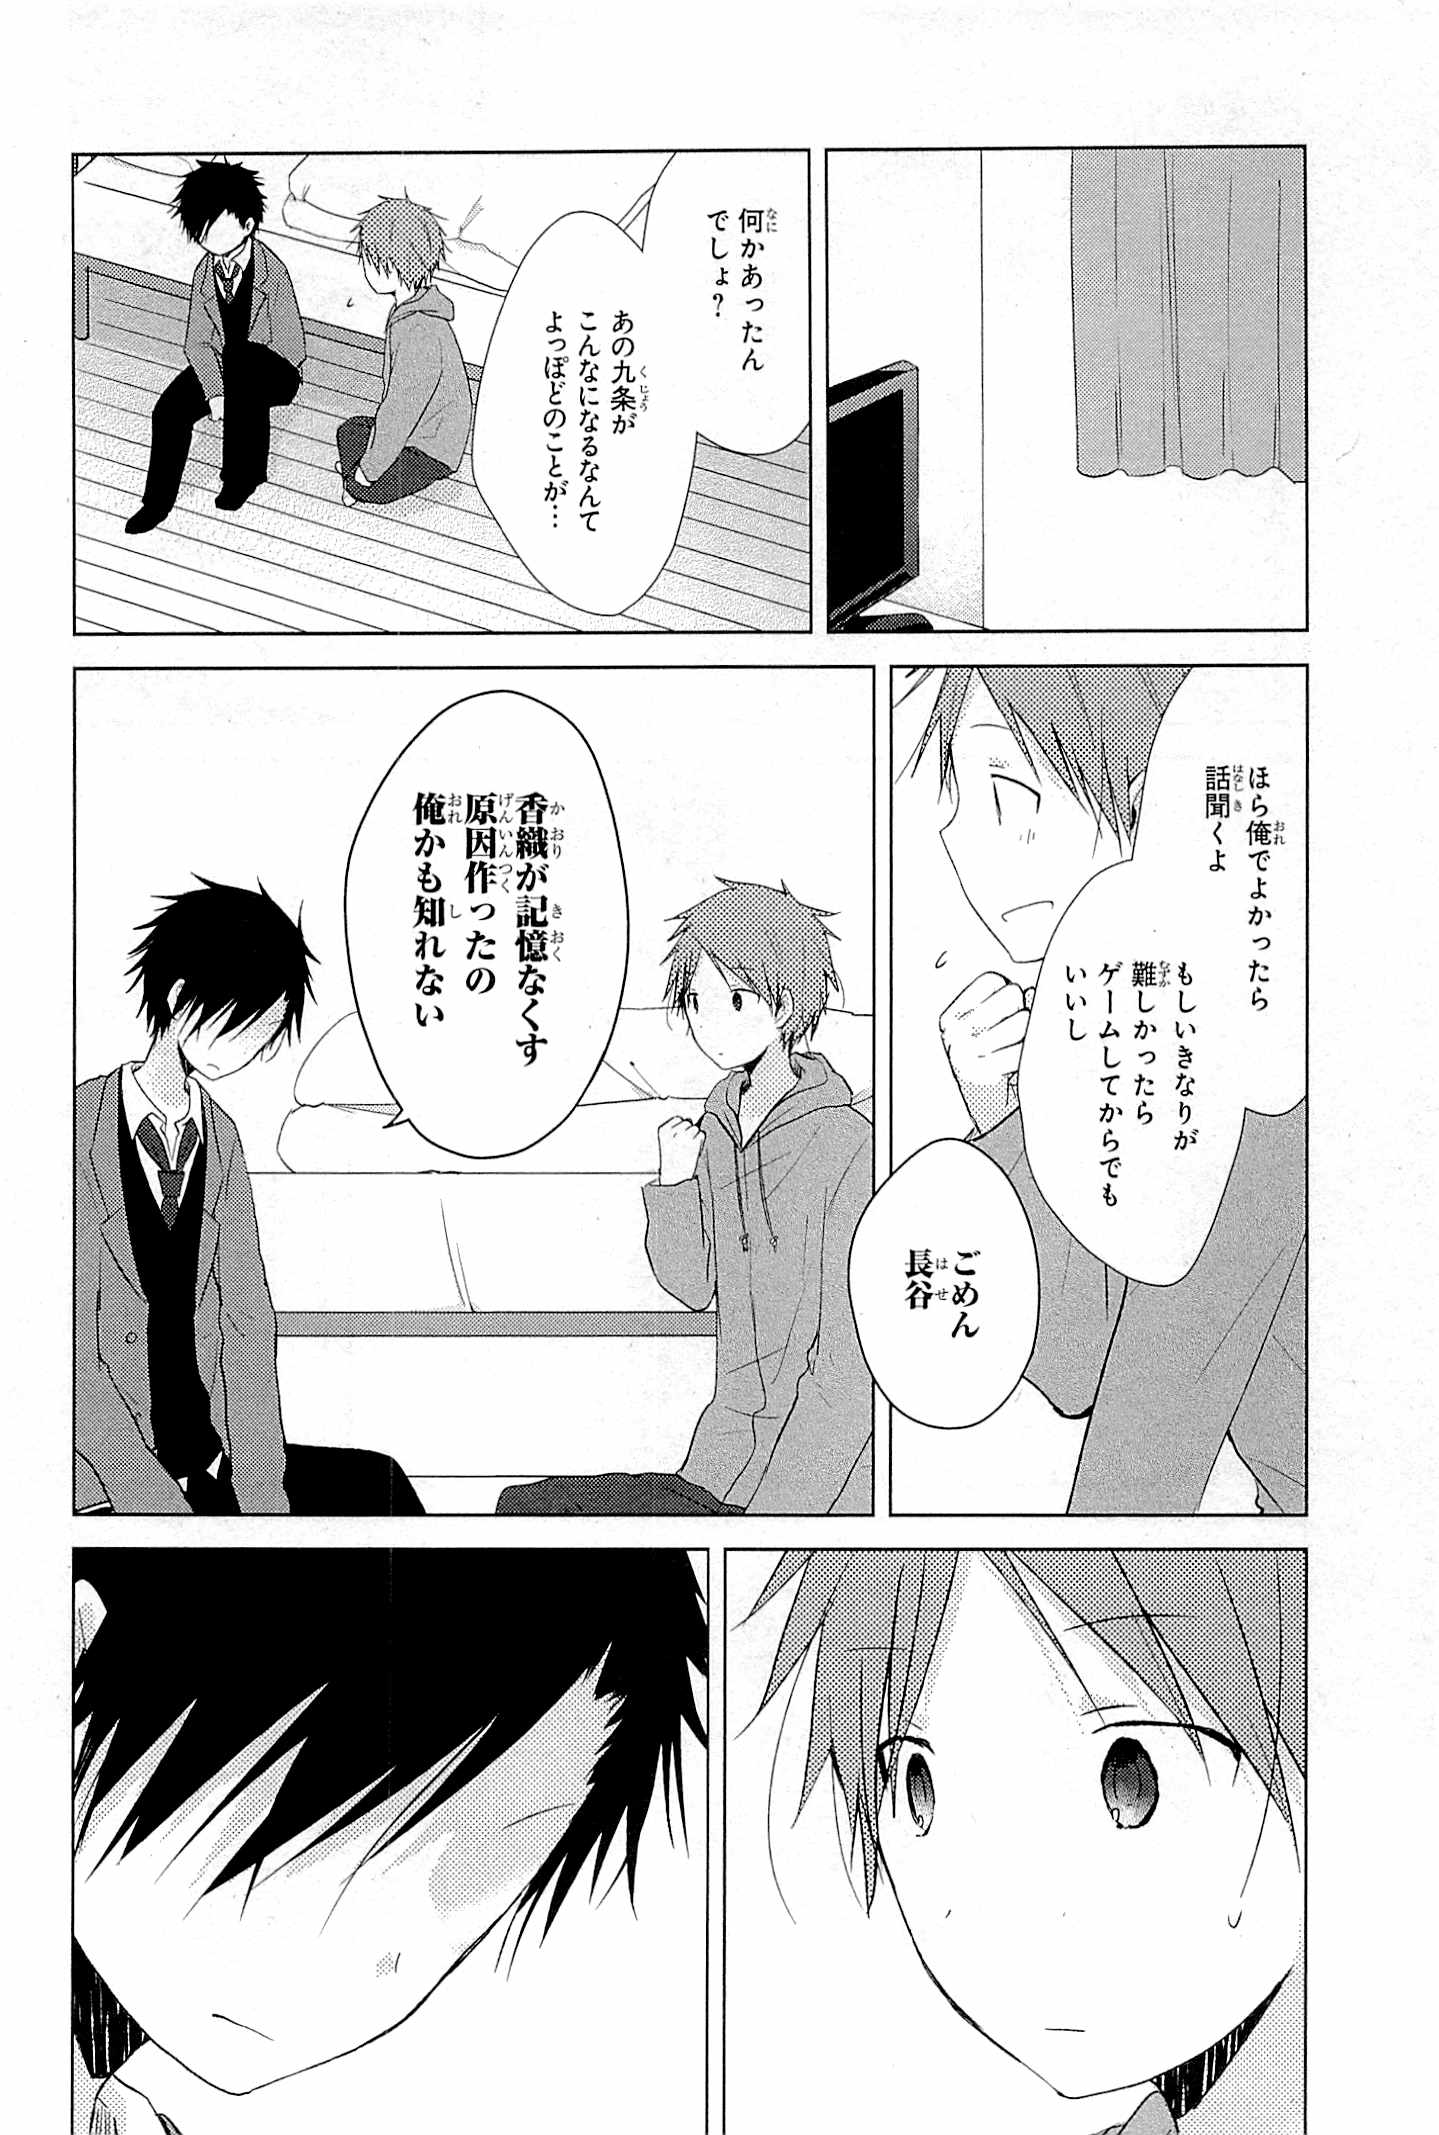 何かあったん
でしょ？
あの九条が
こんなになるなんて
よっぽどのことが…
ほら俺でよかったら
話聞くよ
もしいきなりが
難しかったら
ゲームしてからでも
いいし
ごめん
長谷
香織が記憶なくす
原因作ったの
俺かも知れない